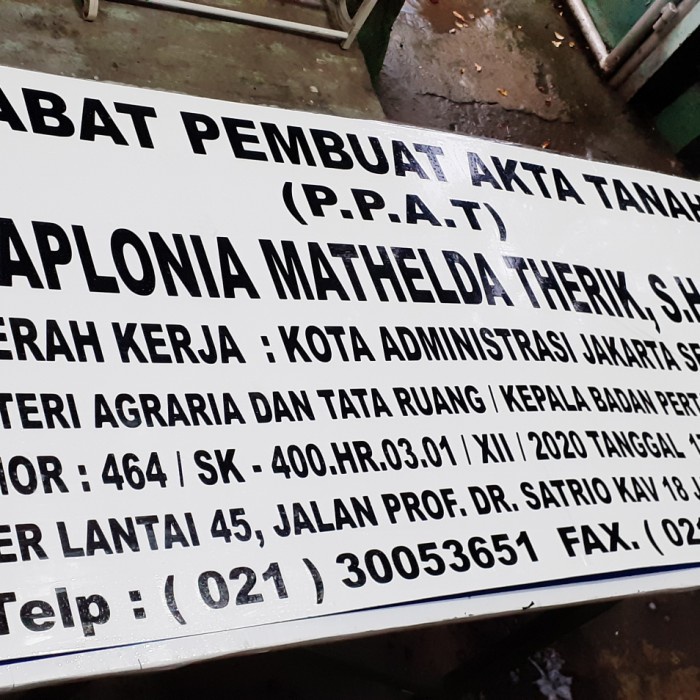 ABAT PEMBUAT AKTA TANAH
(P.P.A.T)
APLONIA MATHELDA THERIK, S.H
ERAH KERJA : KOTA ADMINISTRASI JAKARTA SE
TERI AGRARIA DAN TATA RUANG / KEPALA BADAN PERT
OR : 464 / SK - 400.HR.03.01 / XII / 2020 TANGGAL 1
ER LANTAI 45, JALAN PROF. DR. SATRIO KAV 18 J
Telp : ( 021 ) 30053651 FAX. ( 02